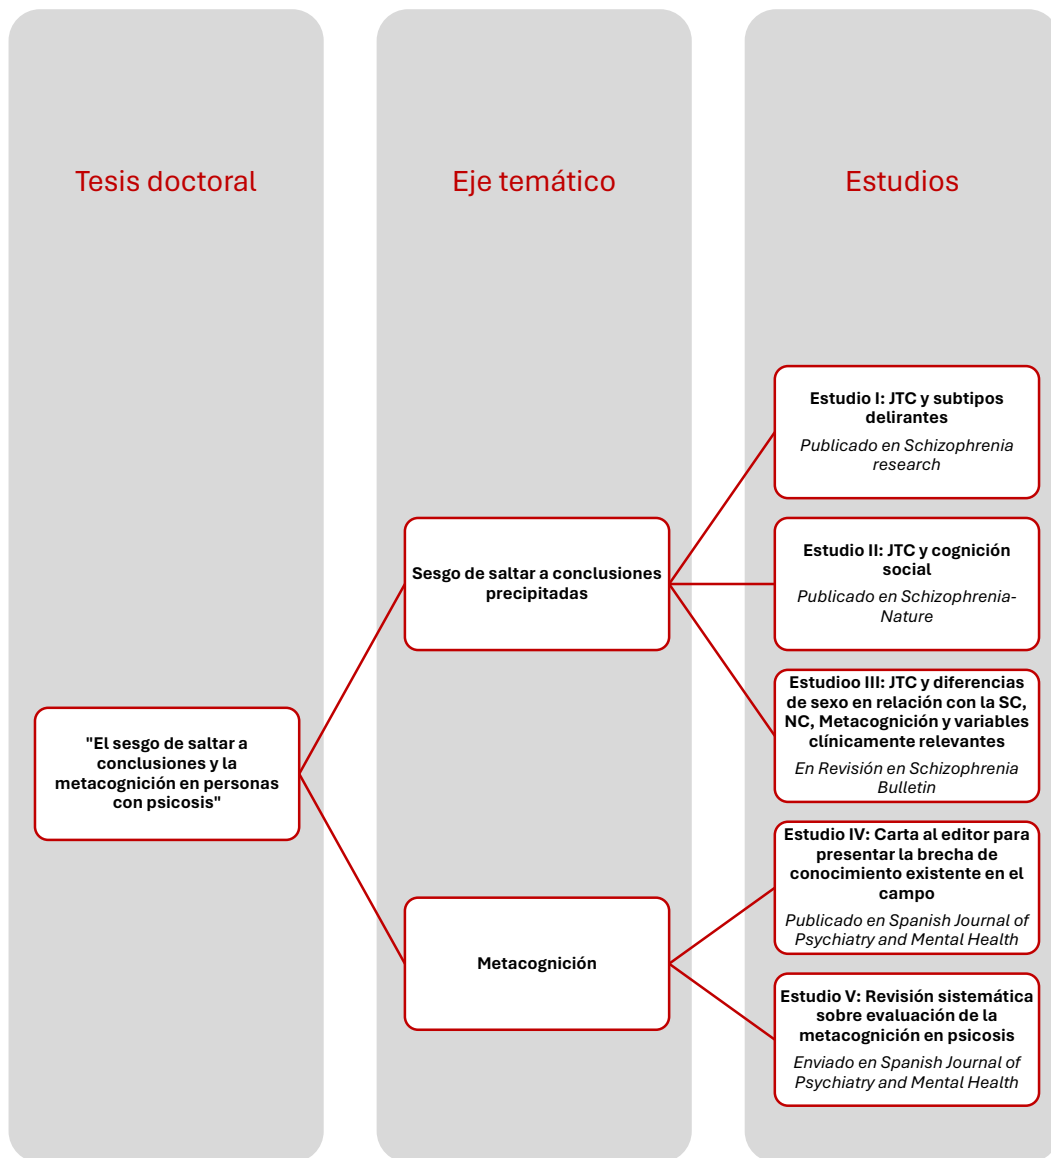 Tesis doctoral
Eje temático
Estudios
"El sesgo de saltar a
conclusiones y la
metacognición en personas
con psicosis"
Sesgo de saltar a conclusiones
precipitadas
Metacognición
Estudio I: JTC y subtipos
delirantes
Publicado en Schizophrenia
research
Estudio II: JTC y cognición
social
Publicado en Schizophrenia-
Nature
Estudioo III: JTC y diferencias
de sexo en relación con la SC,
NC, Metacognición y variables
clínicamente relevantes
En Revisión en Schizophrenia
Bulletin
Estudio IV: Carta al editor para
presentar la brecha de
conocimiento existente en el
campo
Publicado en Spanish Journal of
Psychiatry and Mental Health
Estudio V: Revisión sistemática
sobre evaluación de la
metacognición en psicosis
Enviado en Spanish Journal of
Psychiatry and Mental Health